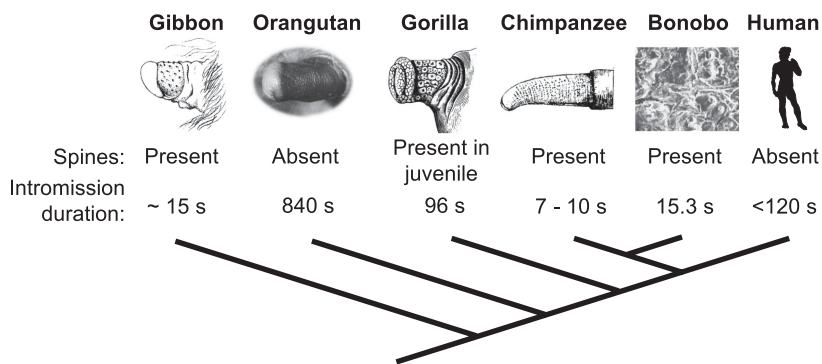 Gibbon Orangutan Gorilla Chimpanzee Bonobo Human
Spines: Present Absent Present in juvenile Present Present Absent
Intromission
duration: ~ 15 s 840 s 96 s 7 - 10 s 15.3 s <120 s